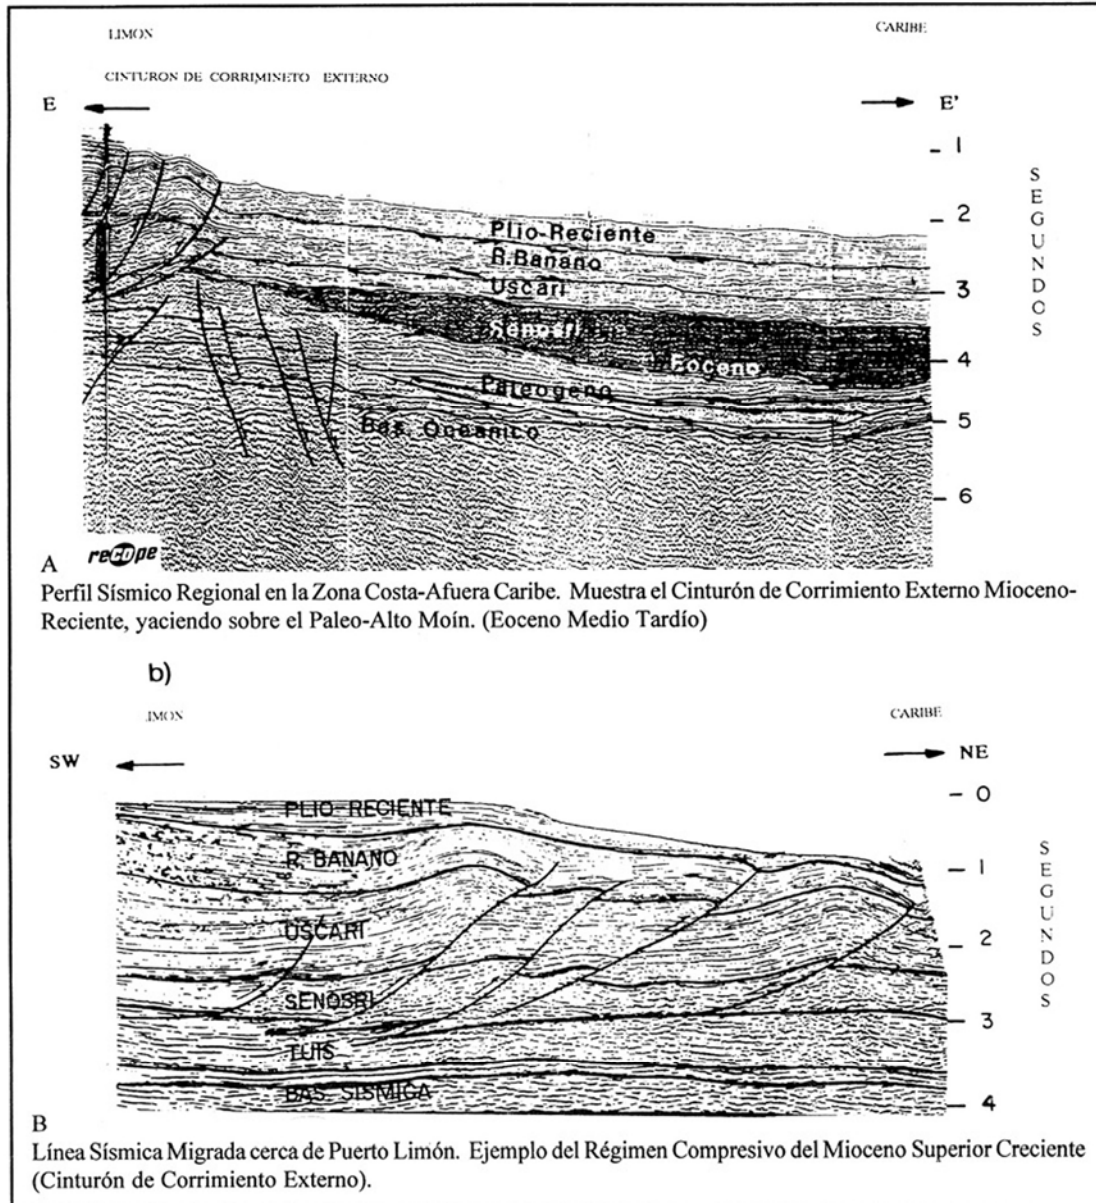 LIMON
CARIBE
CINTURON DE CORRIMINETO EXTERNO
E
E'
1
2
3
4
5
6
SEGUNDOS
Plio-Reciente
R.Banano
Uscari
Senosri
Eoceno
Paleogeno
Bas. Oceanico
A
recope
Perfil Sísmico Regional en la Zona Costa-Afuera Caribe. Muestra el Cinturón de Corrimiento Externo Mioceno-
Reciente, yaciendo sobre el Paleo-Alto Moín. (Eoceno Medio Tardío)
b)
LIMON
CARIBE
SW
NE
0
1
2
3
4
SEGUNDOS
PLIO-RECIENTE
R. BANANO
USCARI
SENOSRI
TUIS
BAS. SISMICA
B
Línea Sísmica Migrada cerca de Puerto Limón. Ejemplo del Régimen Compresivo del Mioceno Superior Creciente
(Cinturón de Corrimiento Externo).